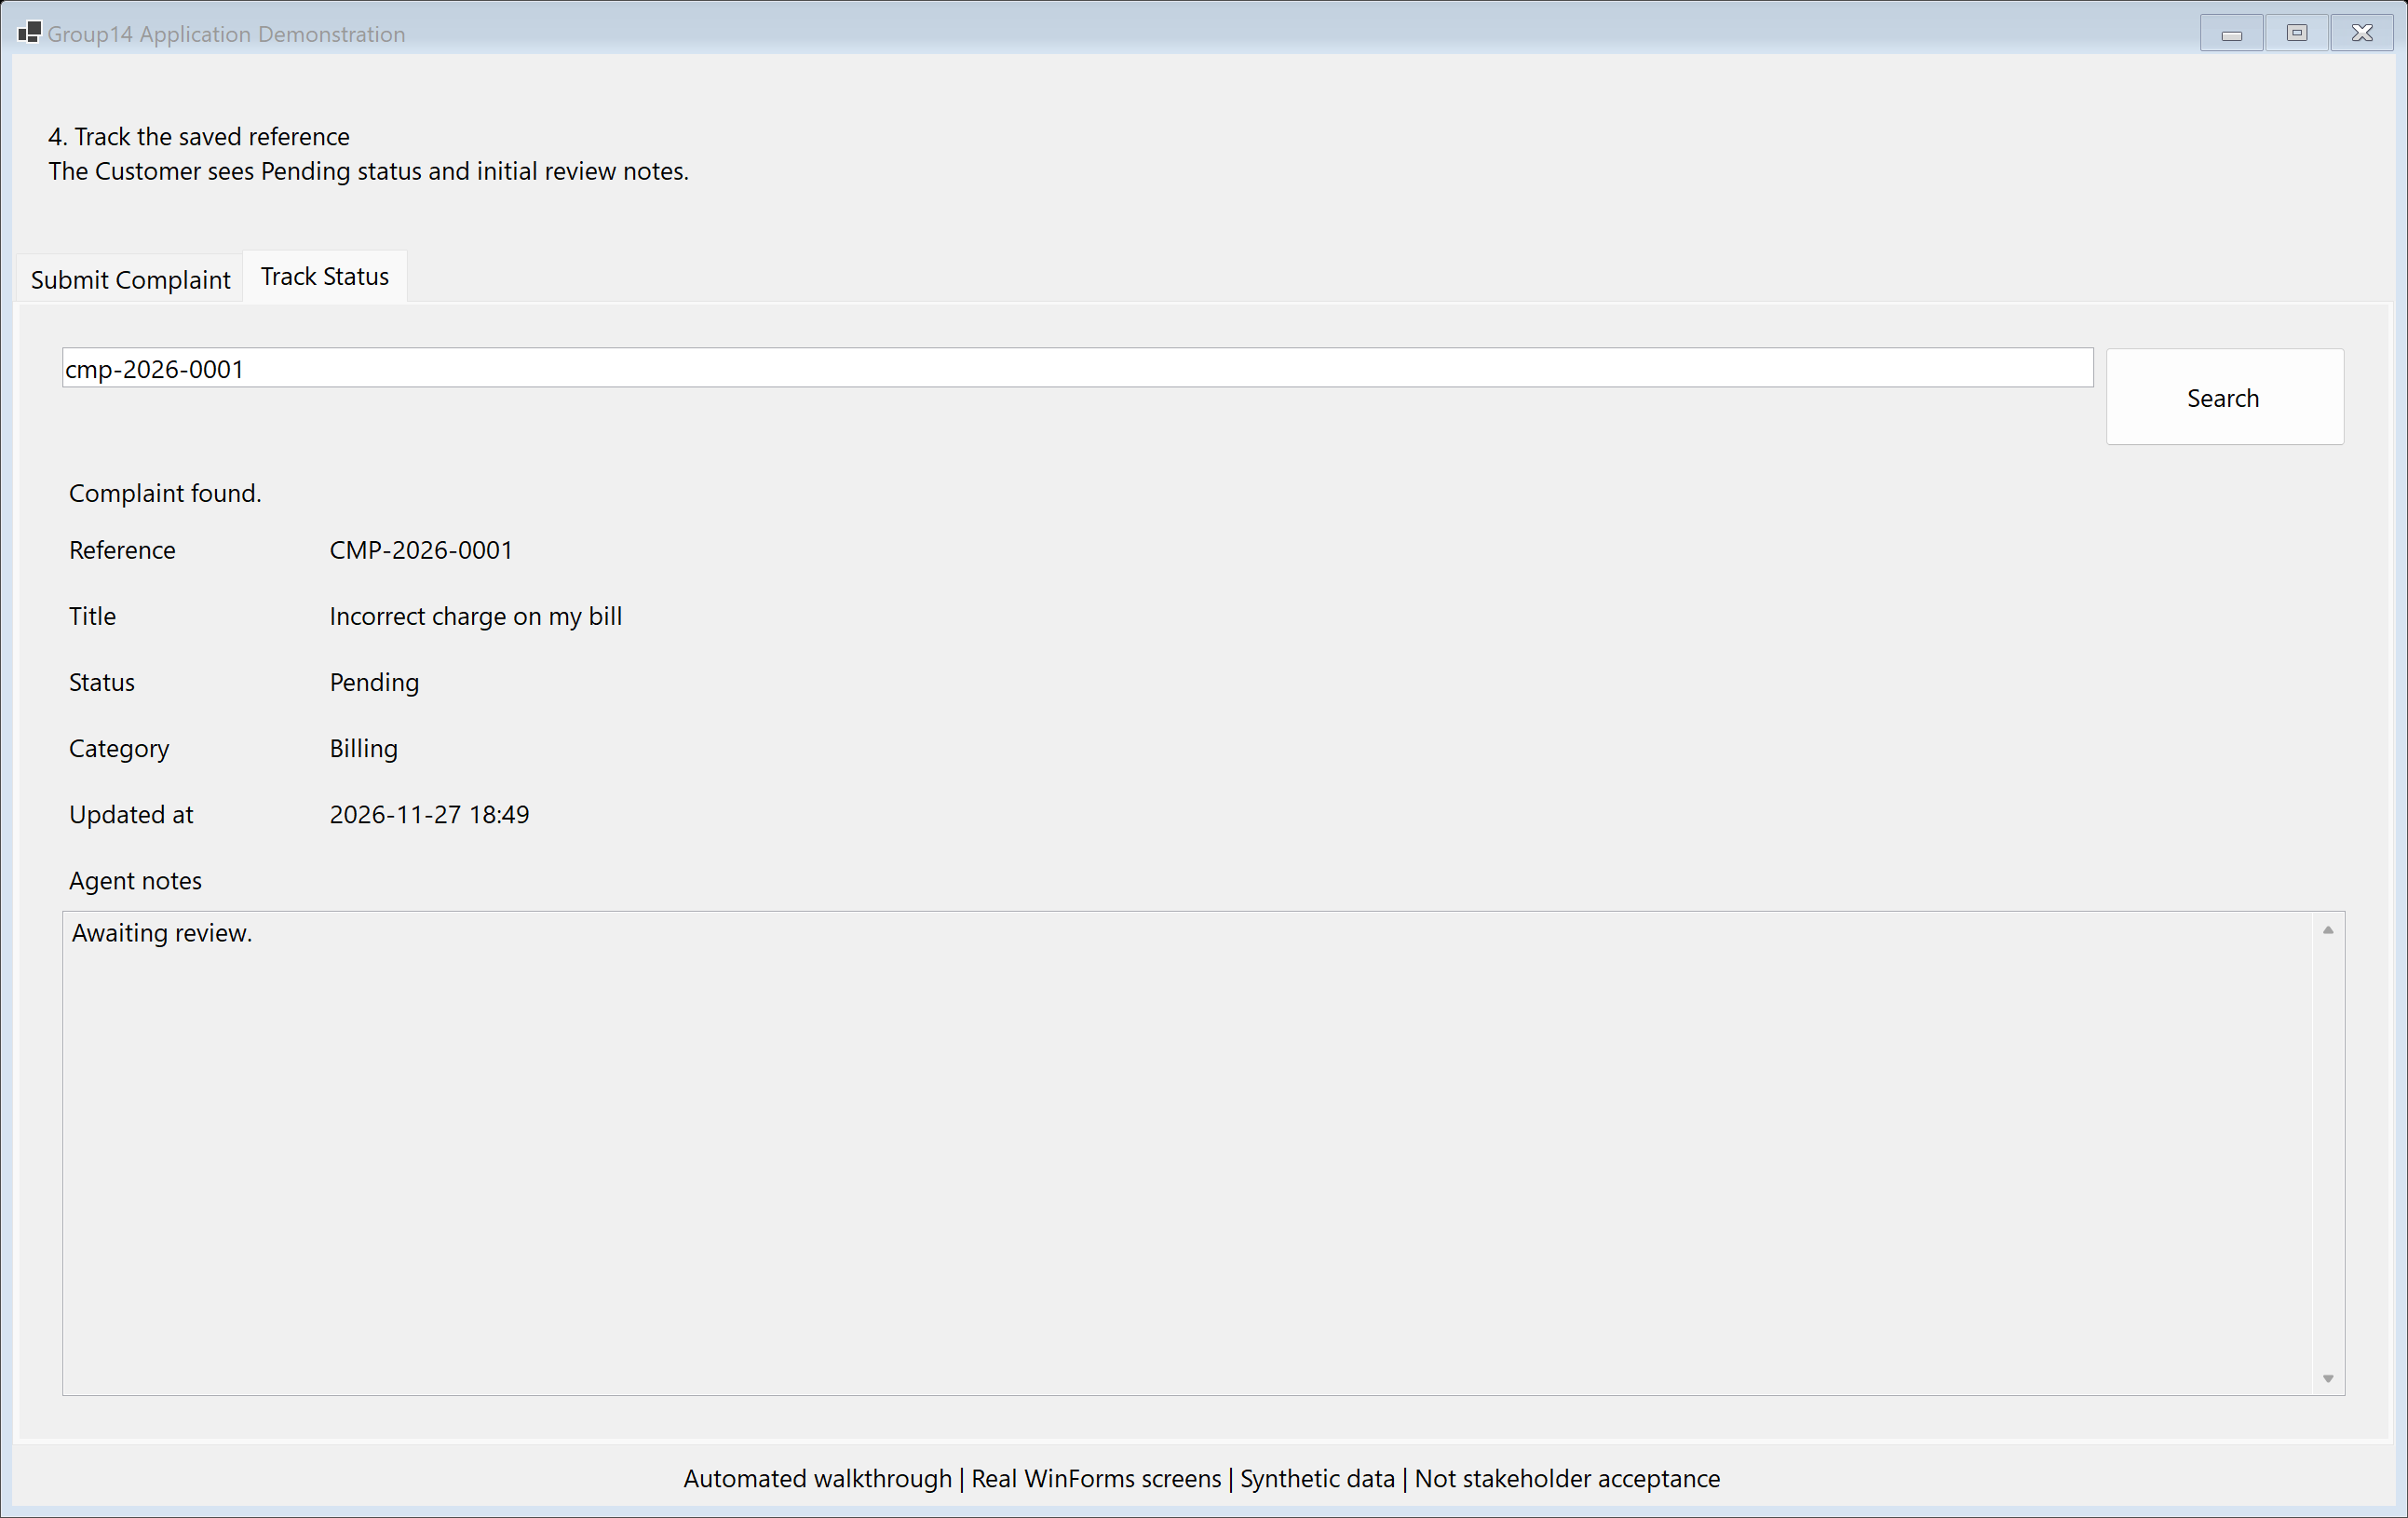 Group14 Application Demonstration
4. Track the saved reference
The Customer sees Pending status and initial review notes.
Submit Complaint Track Status
cmp-2026-0001
Search
Complaint found.
Reference CMP-2026-0001
Title Incorrect charge on my bill
Status Pending
Category Billing
Updated at 2026-11-27 18:49
Agent notes
Awaiting review.
Automated walkthrough | Real WinForms screens | Synthetic data | Not stakeholder acceptance